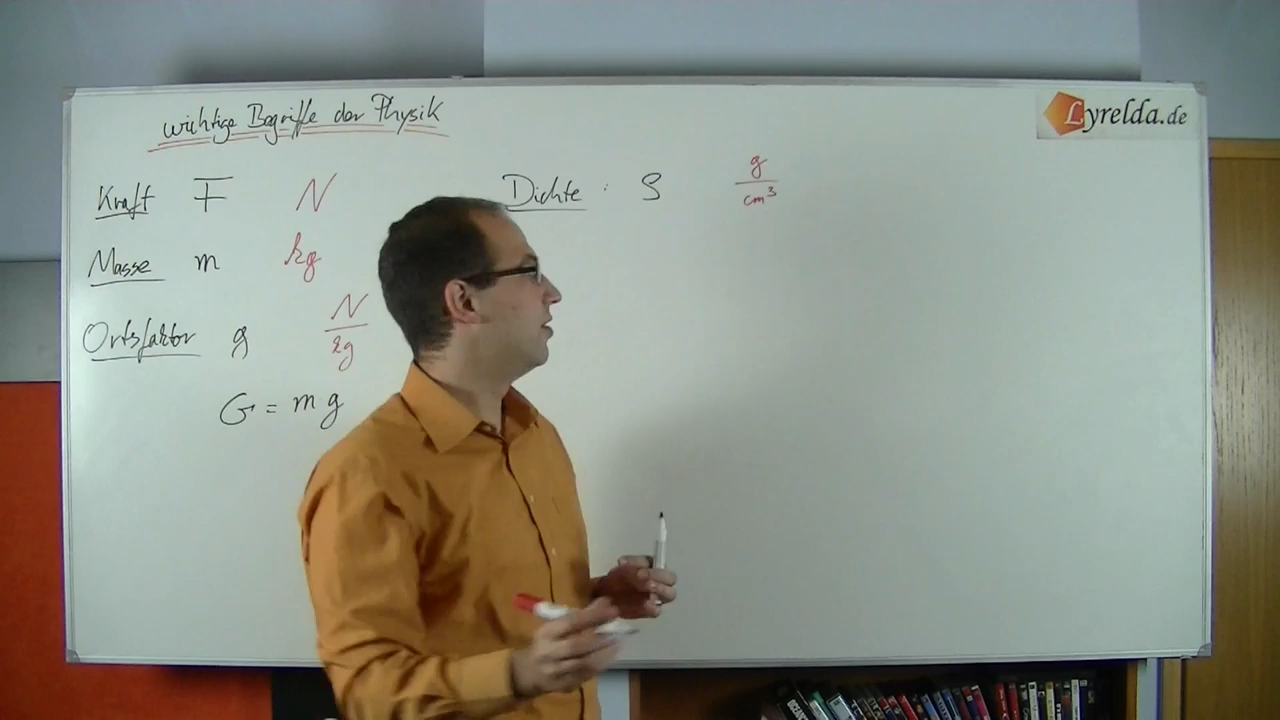 wichtige Begriffe der Physik
Kraft F N
Masse m kg
Ortsfaktor g N/kg
G = m g
Dichte : ρ g/cm³
Lyrelda.de